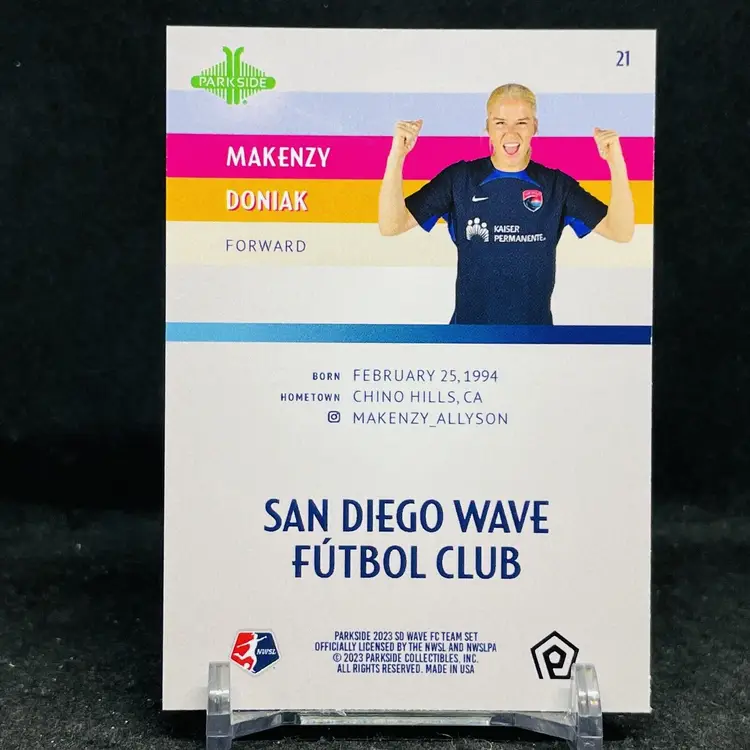 PARKSIDE
21
MAKENZY
DONIAK
FORWARD
KAISER
PERMANENTE
BORN FEBRUARY 25, 1994
HOMETOWN CHINO HILLS, CA
MAKENZY_ALLYSON
SAN DIEGO WAVE
FÚTBOL CLUB
NWSL
PARKSIDE 2023 SD WAVE FC TEAM SET
OFFICIALLY LICENSED BY THE NWSL AND NWSLPA
© 2023 PARKSIDE COLLECTIBLES, INC.
ALL RIGHTS RESERVED. MADE IN USA